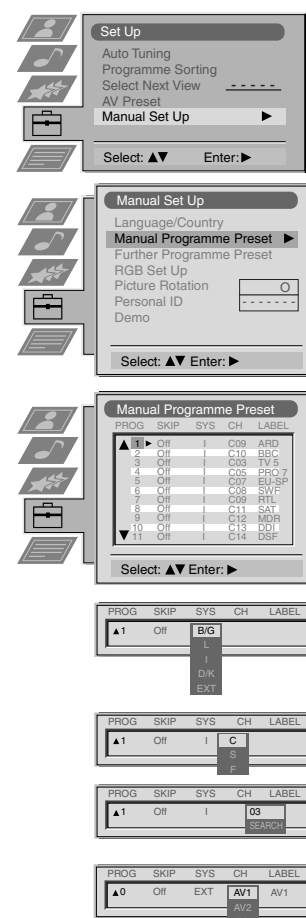 Set Up
Auto Tuning
Programme Sorting
Select Next View - - - - -
AV Preset
Manual Set Up ▶
Select: ▲▼ Enter: ▶
Manual Set Up
Language/Country
Manual Programme Preset ▶
Further Programme Preset
RGB Set Up
Picture Rotation O
Personal ID - - - - - - -
Demo
Select: ▲▼ Enter: ▶
Manual Programme Preset
PROG SKIP SYS CH LABEL
▲ 1 ▶ Off I C09 ARD
2 Off I C10 BBC
3 Off I C03 TV 5
4 Off I C05 PRO 7
5 Off I C07 EU-SP
6 Off I C08 SWF
7 Off I C09 RTL
8 Off I C11 SAT
9 Off I C12 MDR
10 Off I C13 DDI
▼ 11 Off I C14 DSF
Select: ▲▼ Enter: ▶
PROG SKIP SYS CH LABEL
▲1 Off B/G
L
I
D/K
EXT
PROG SKIP SYS CH LABEL
▲1 Off I C
S
F
PROG SKIP SYS CH LABEL
▲1 Off I 03
SEARCH
PROG SKIP SYS CH LABEL
▲0 Off EXT AV1 AV1
AV2